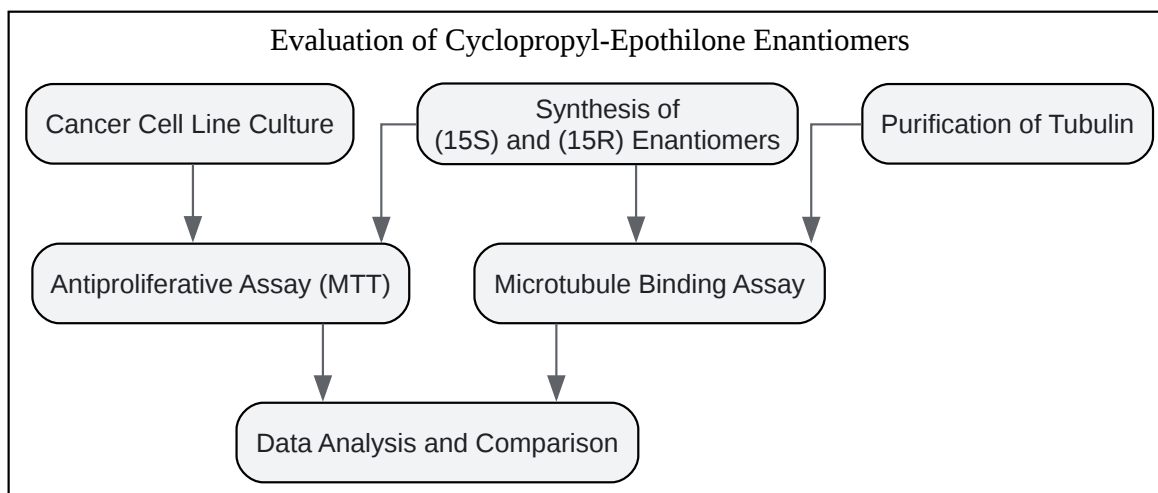 Evaluation of Cyclopropyl-Epothilone Enantiomers
Cancer Cell Line Culture
Synthesis of
(15S) and (15R) Enantiomers
Purification of Tubulin
Antiproliferative Assay (MTT)
Microtubule Binding Assay
Data Analysis and Comparison